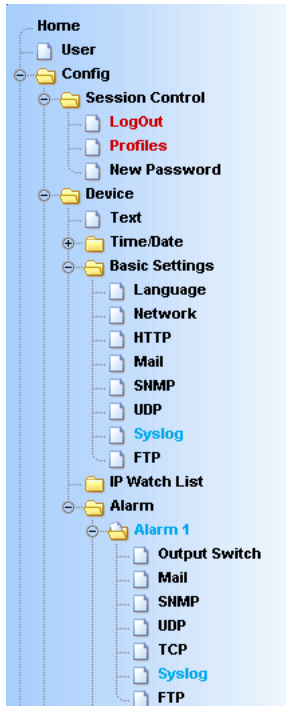 Home
User
Config
Session Control
LogOut
Profiles
New Password
Device
Text
Time/Date
Basic Settings
Language
Network
HTTP
Mail
SNMP
UDP
Syslog
FTP
IP Watch List
Alarm
Alarm 1
Output Switch
Mail
SNMP
UDP
TCP
Syslog
FTP